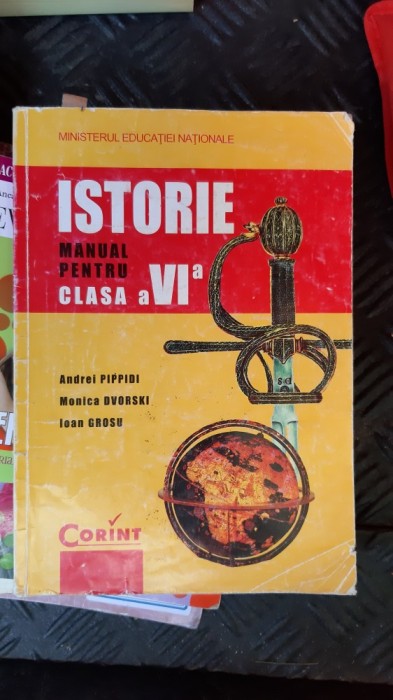 MINISTERUL EDUCAȚIEI NAȚIONALE
ISTORIE
MANUAL
PENTRU
CLASA a VIa
Andrei PIPPIDI
Monica DVORSKI
Ioan GROSU
CORINT